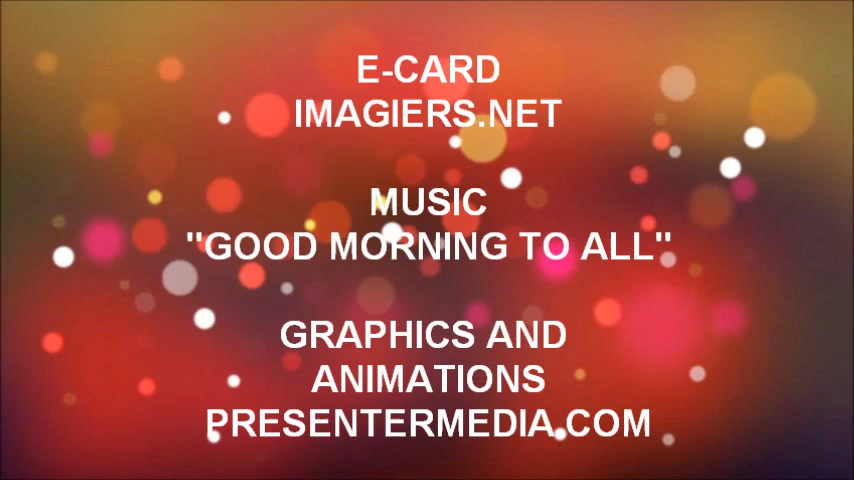 E-CARD
IMAGIERS.NET
MUSIC
"GOOD MORNING TO ALL"
GRAPHICS AND
ANIMATIONS
PRESENTERMEDIA.COM